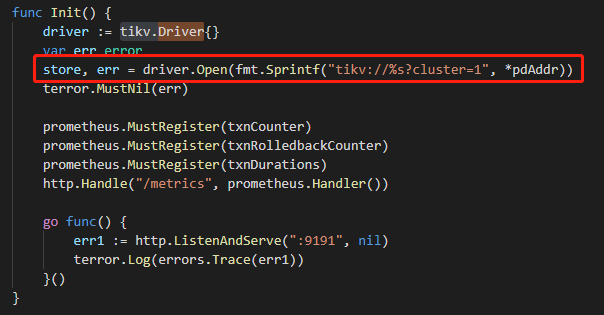 func Init() {
    driver := tikv.Driver{}
    var err error
    store, err = driver.Open(fmt.Sprintf("tikv://%s?cluster=1", *pdAddr))
    terror.MustNil(err)
    prometheus.MustRegister(txnCounter)
    prometheus.MustRegister(txnRolledbackCounter)
    prometheus.MustRegister(txnDurations)
    http.Handle("/metrics", prometheus.Handler())
    go func() {
        err1 := http.ListenAndServe(":9191", nil)
        terror.Log(errors.Trace(err1))
    }()
}